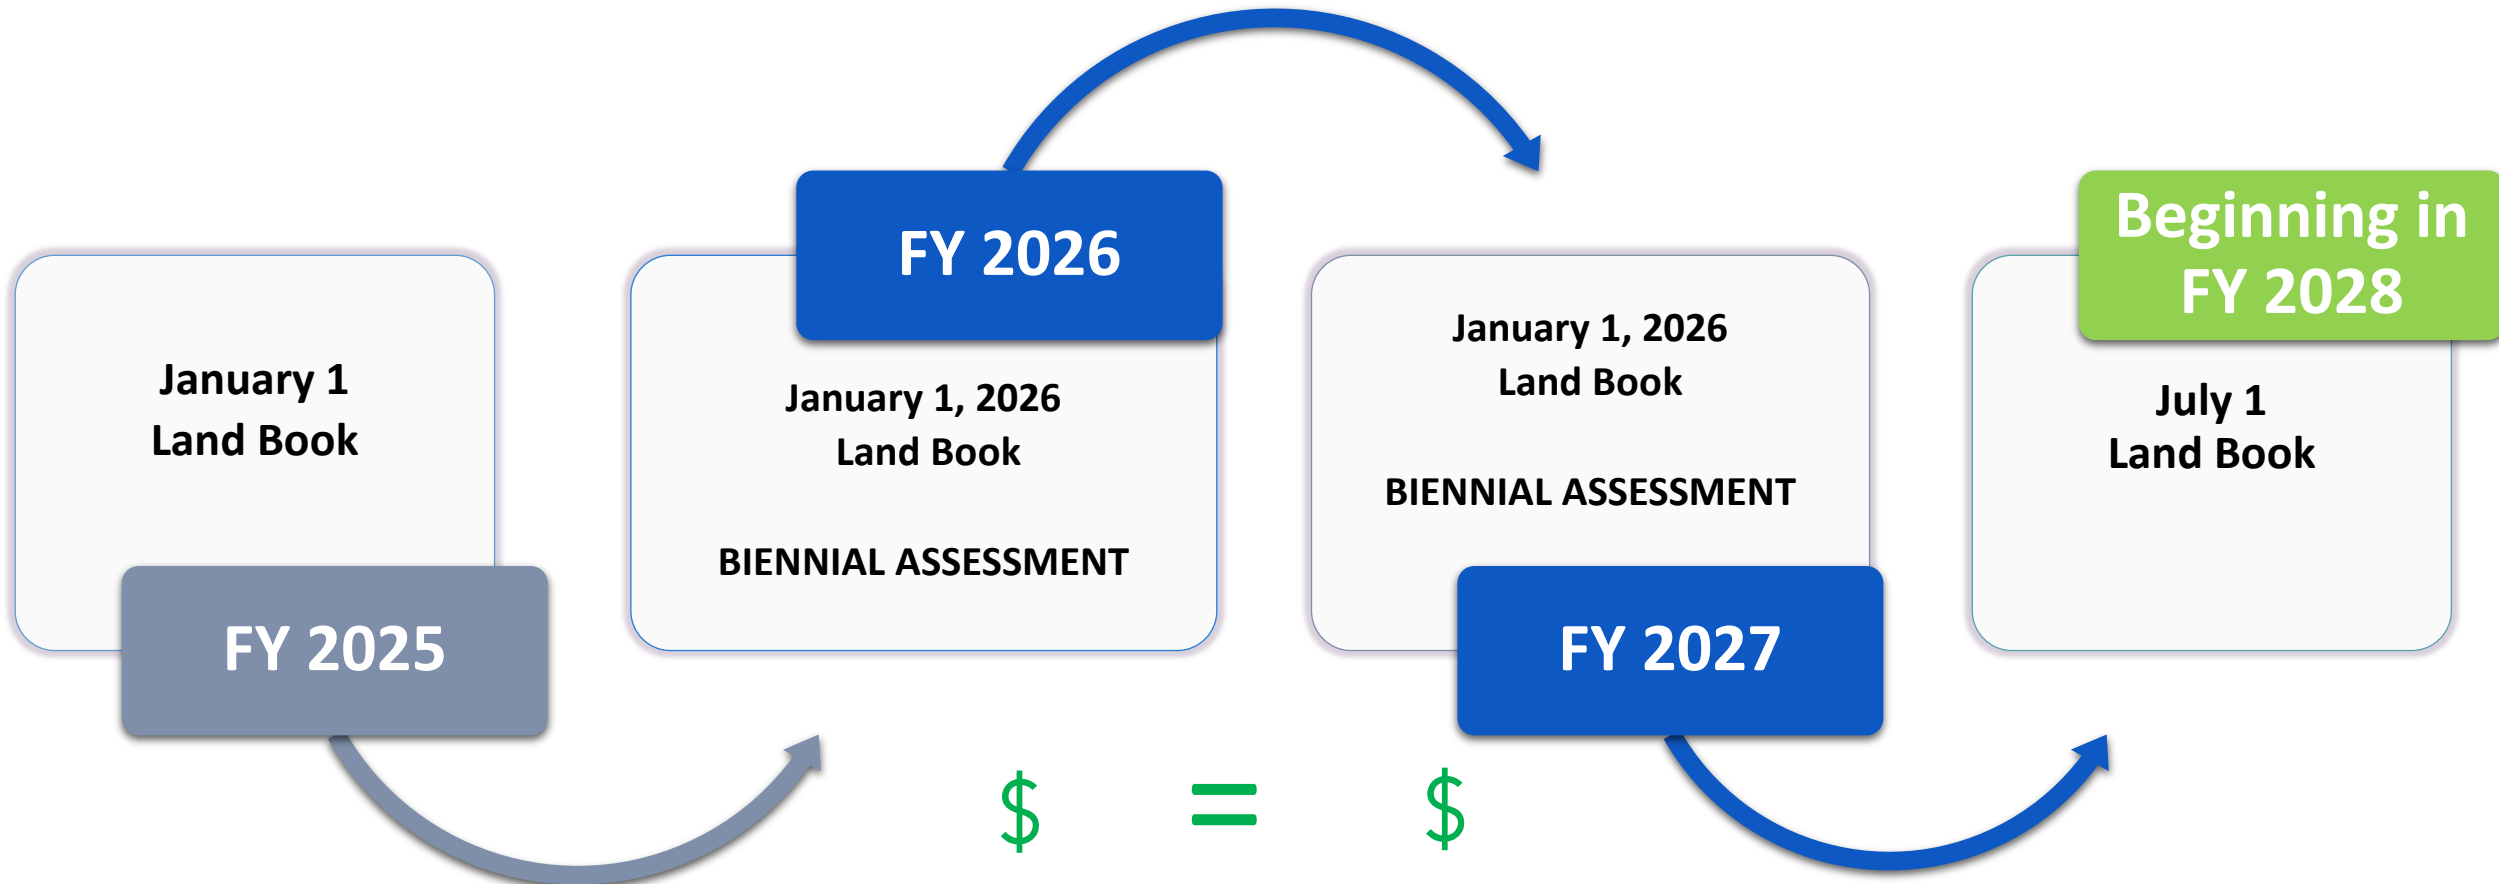 January 1
Land Book
FY 2025
FY 2026
January 1, 2026
Land Book
BIENNIAL ASSESSMENT
January 1, 2026
Land Book
BIENNIAL ASSESSMENT
FY 2027
Beginning in
FY 2028
July 1
Land Book
$ = $